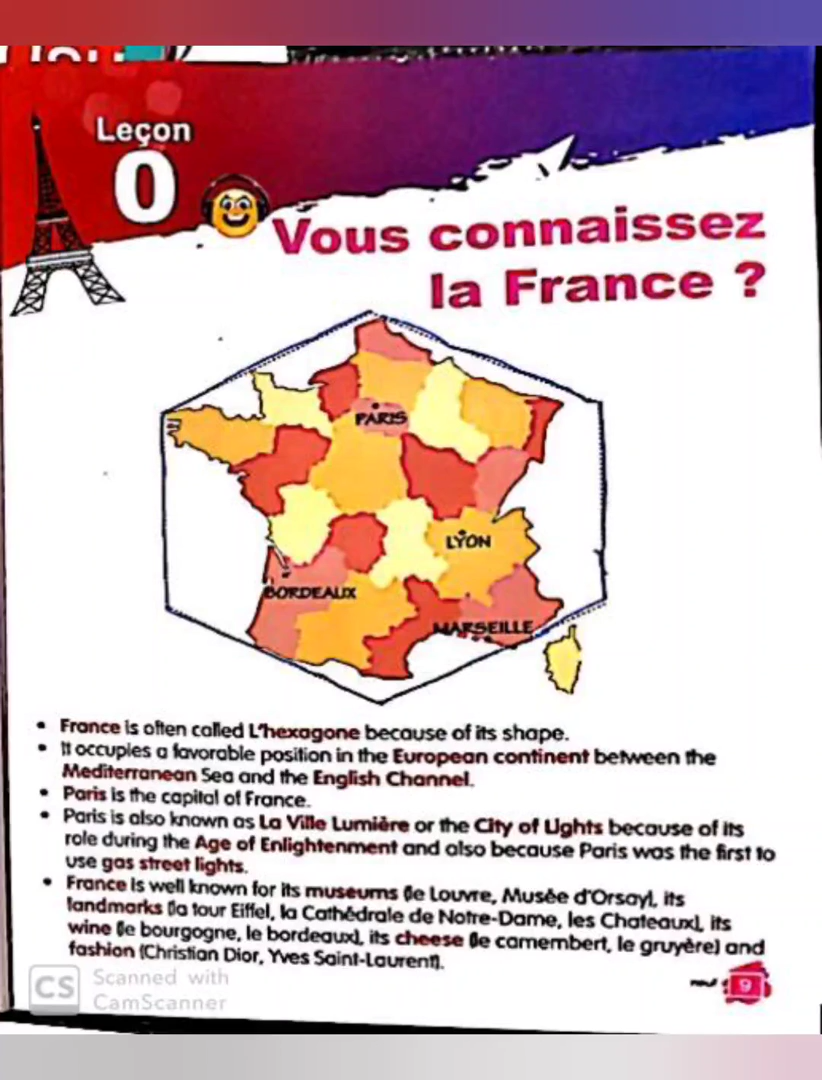 Leçon
0
Vous connaissez
la France ?
PARIS
LYON
BORDEAUX
MARSEILLE
• France is often called L'hexagone because of its shape.
• It occupies a favorable position in the European continent between the
Mediterranean Sea and the English Channel.
• Paris is the capital of France.
• Paris is also known as La Ville Lumière or the City of Lights because of its
role during the Age of Enlightenment and also because Paris was the first to
use gas street lights.
• France is well known for its museums (le Louvre, Musée d'Orsay), its
landmarks (la tour Eiffel, la Cathédrale de Notre-Dame, les Chateaux), its
wine (le bourgogne, le bordeaux), its cheese (le camembert, le gruyère) and
fashion (Christian Dior, Yves Saint-Laurent).
CS Scanned with
CamScanner
9